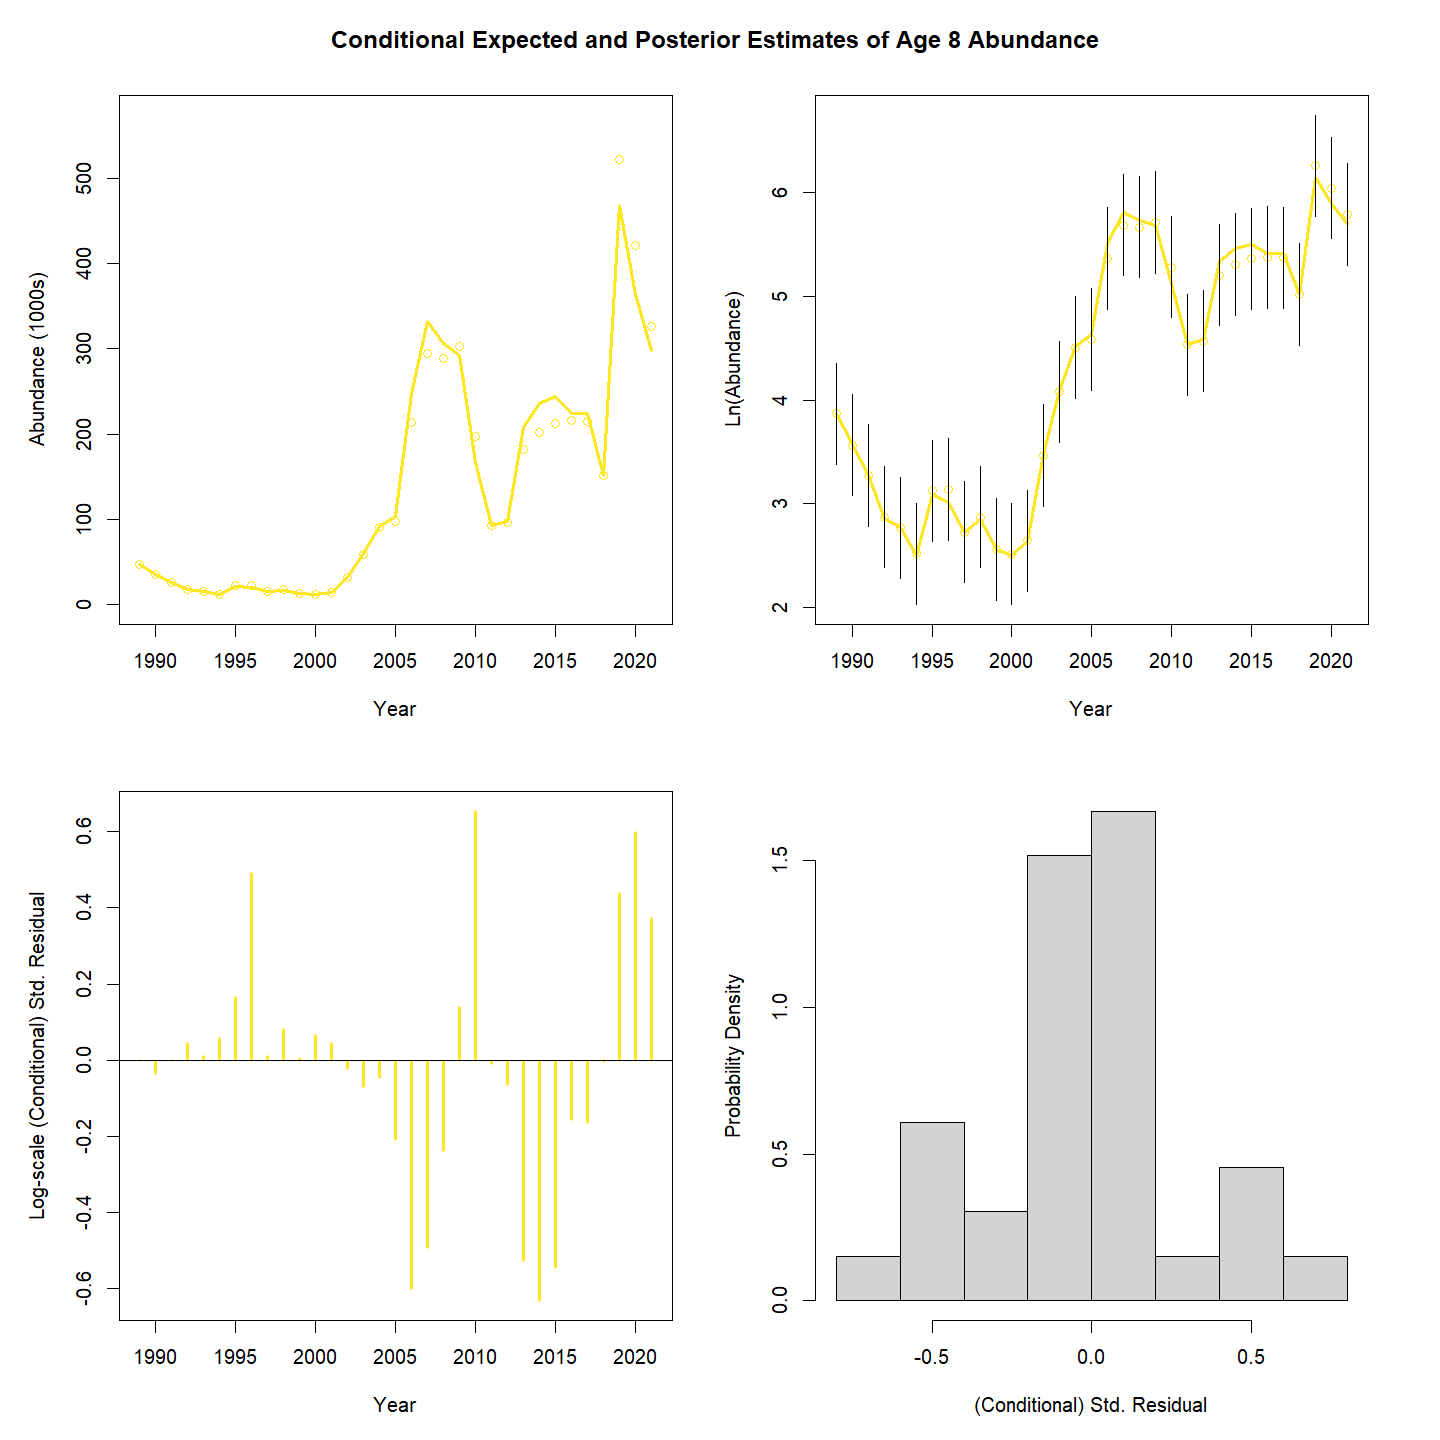 Conditional Expected and Posterior Estimates of Age 8 Abundance
Abundance (1000s)
0
100
200
300
400
500
1990 1995 2000 2005 2010 2015 2020
Year
Ln(Abundance)
2
3
4
5
6
1990 1995 2000 2005 2010 2015 2020
Year
Log-scale (Conditional) Std. Residual
-0.6
-0.4
-0.2
0.0
0.2
0.4
0.6
1990 1995 2000 2005 2010 2015 2020
Year
Probability Density
0.0
0.5
1.0
1.5
-0.5 0.0 0.5
(Conditional) Std. Residual